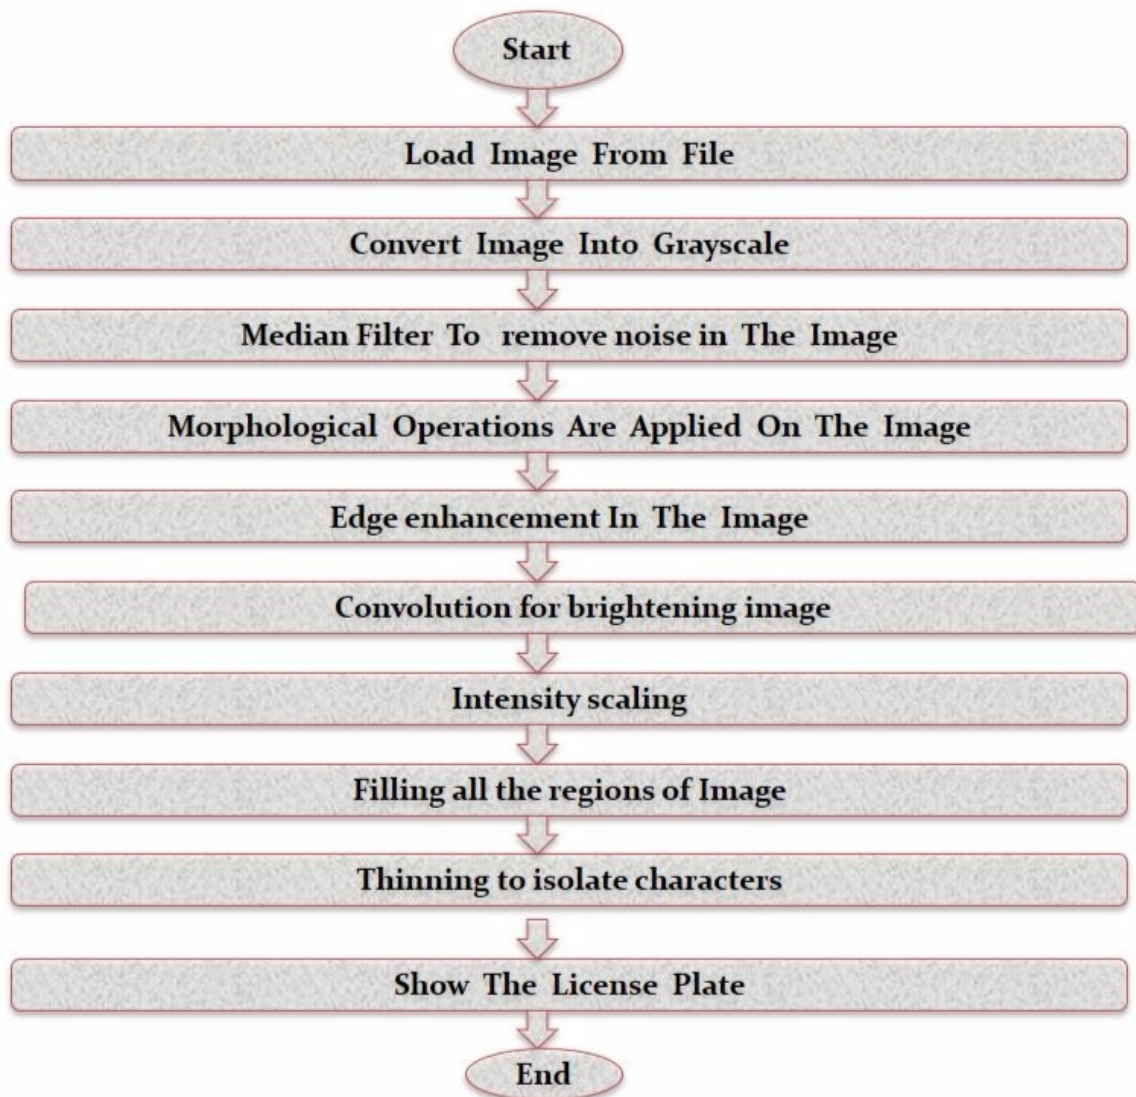 Start
Load Image From File
Convert Image Into Grayscale
Median Filter To remove noise in The Image
Morphological Operations Are Applied On The Image
Edge enhancement In The Image
Convolution for brightening image
Intensity scaling
Filling all the regions of Image
Thinning to isolate characters
Show The License Plate
End